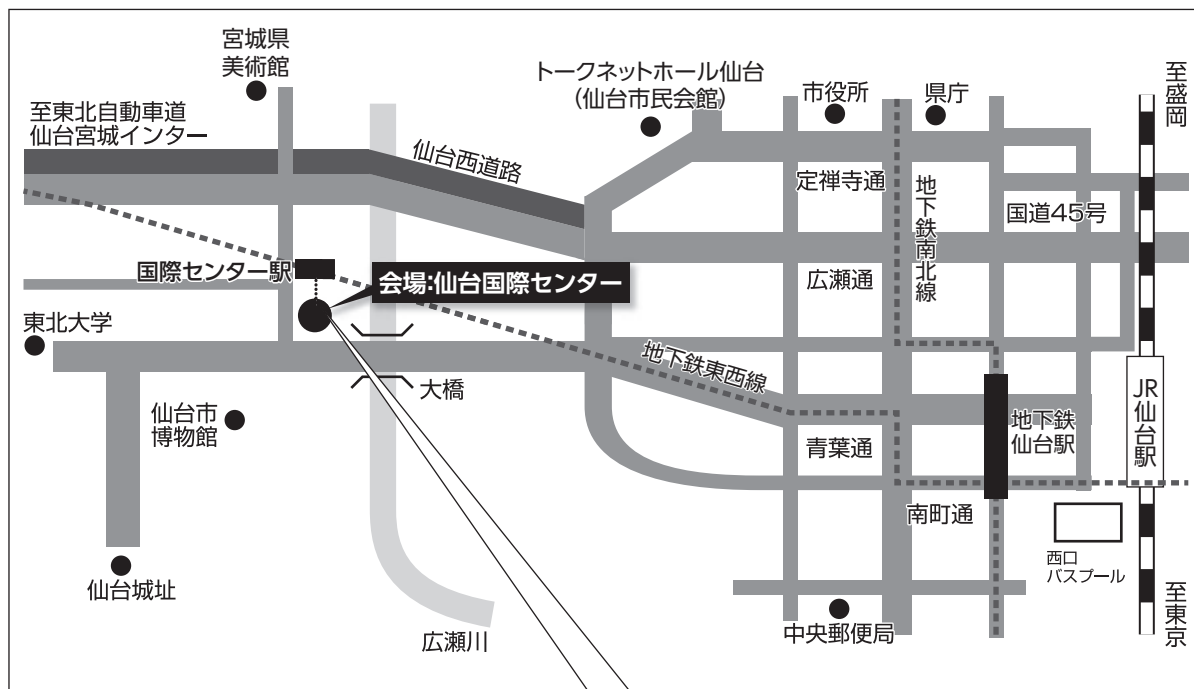 宮城県
美術館
トークネットホール仙台
(仙台市民会館)
市役所
県庁
至盛岡
至東北自動車道
仙台宮城インター
仙台西道路
定禅寺通
地下鉄南北線
国道45号
国際センター駅
会場:仙台国際センター
広瀬通
東北大学
大橋
地下鉄東西線
仙台市
博物館
青葉通
地下鉄
仙台駅
JR仙台駅
南町通
西口
バスプール
仙台城址
広瀬川
中央郵便局
至東京